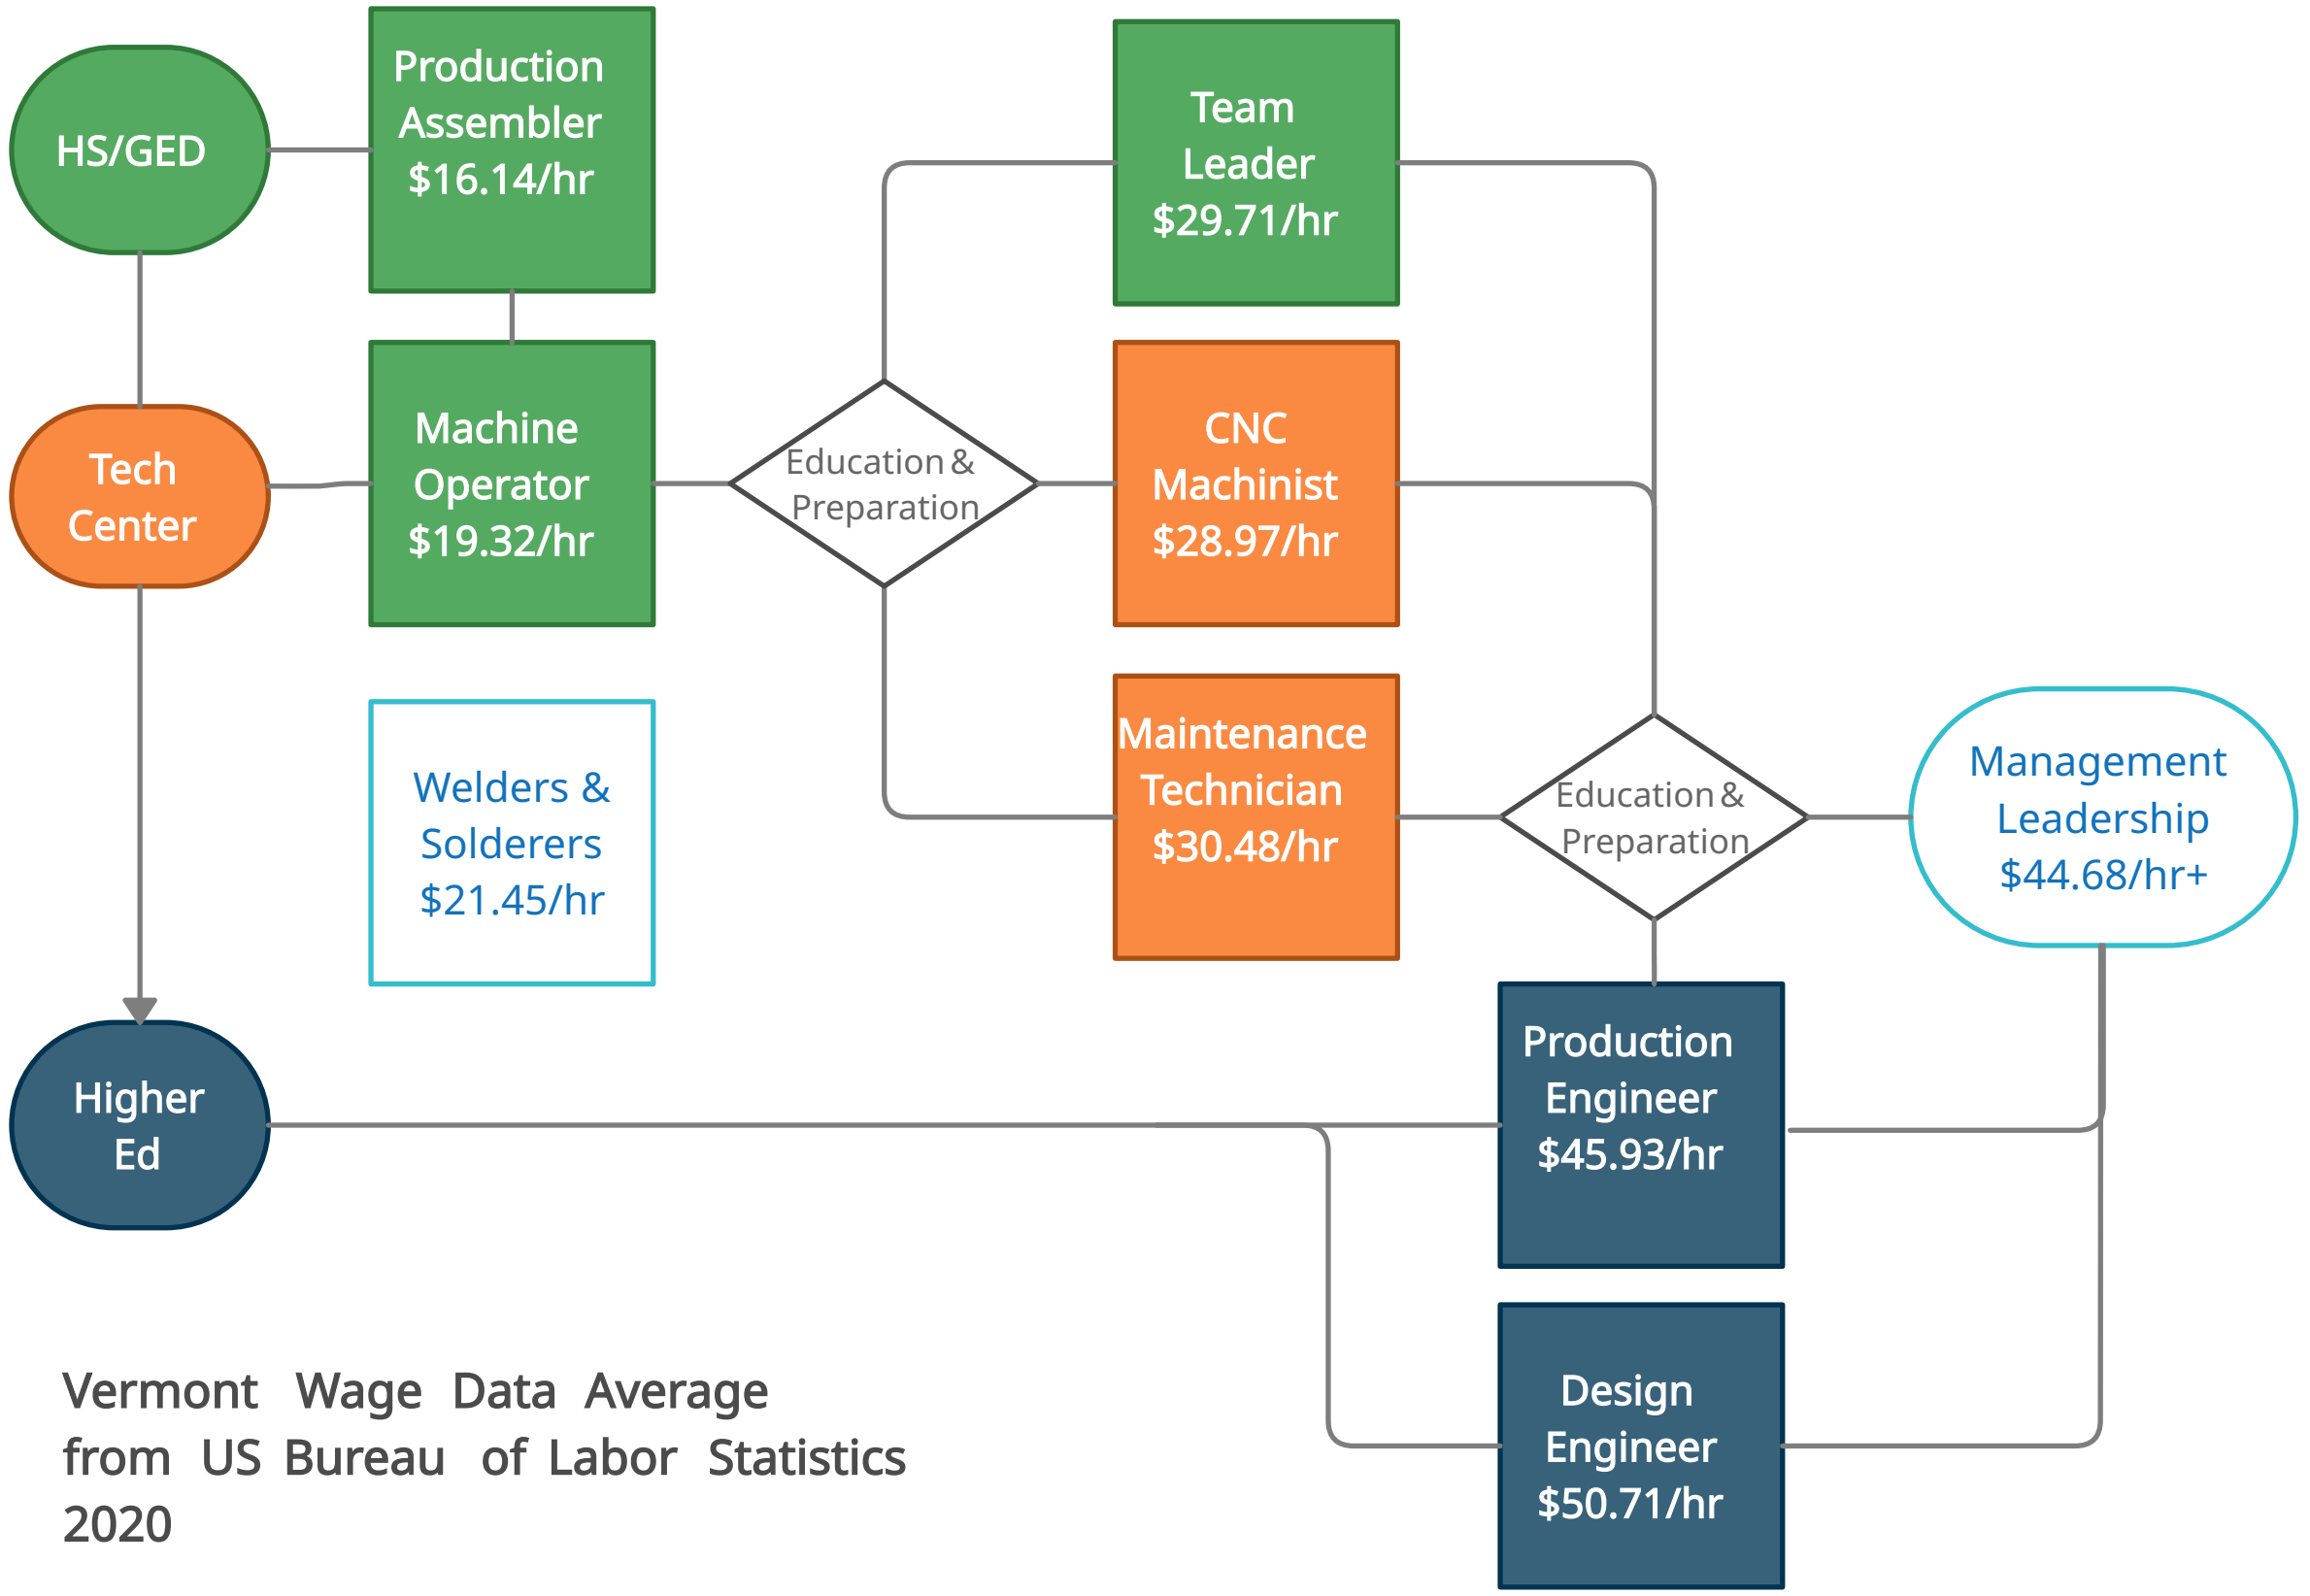 HS/GED
Production
Assembler
$16.14/hr
Team
Leader
$29.71/hr
Tech
Center
Machine
Operator
$19.32/hr
Education &
Preparation
CNC
Machinist
$28.97/hr
Welders &
Solderers
$21.45/hr
Maintenance
Technician
$30.48/hr
Education &
Preparation
Management
Leadership
$44.68/hr+
Higher
Ed
Production
Engineer
$45.93/hr
Design
Engineer
$50.71/hr
Vermont Wage Data Average
from US Bureau of Labor Statistics
2020